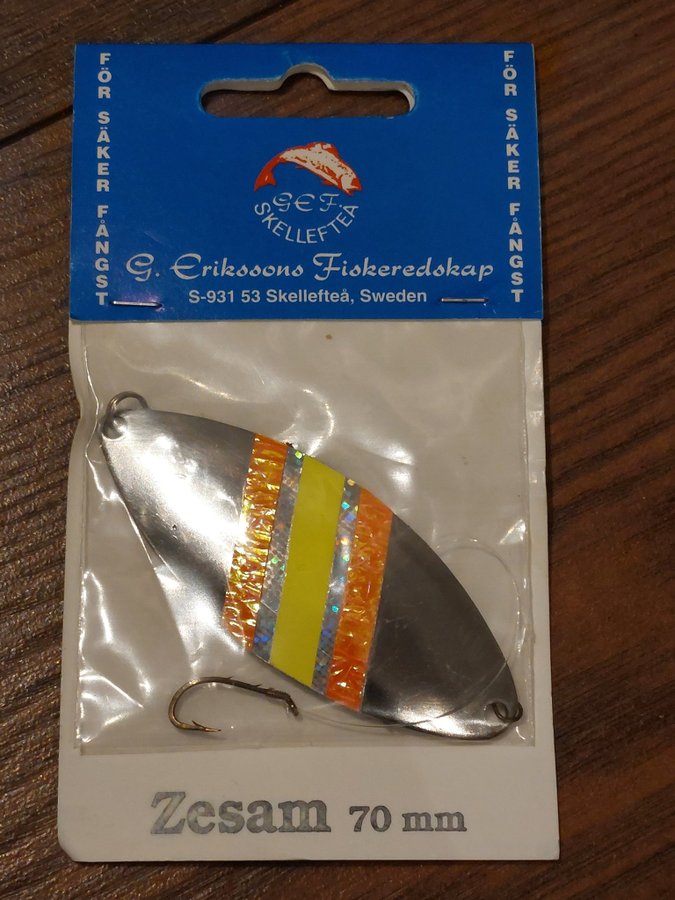 FÖR SÄKER FÅNGST
FÖR SÄKER FÅNGST
G E F.
SKELLEFTEÅ
G. Erikssons Fiskeredskap
S-931 53 Skellefteå, Sweden
Zesam 70 mm